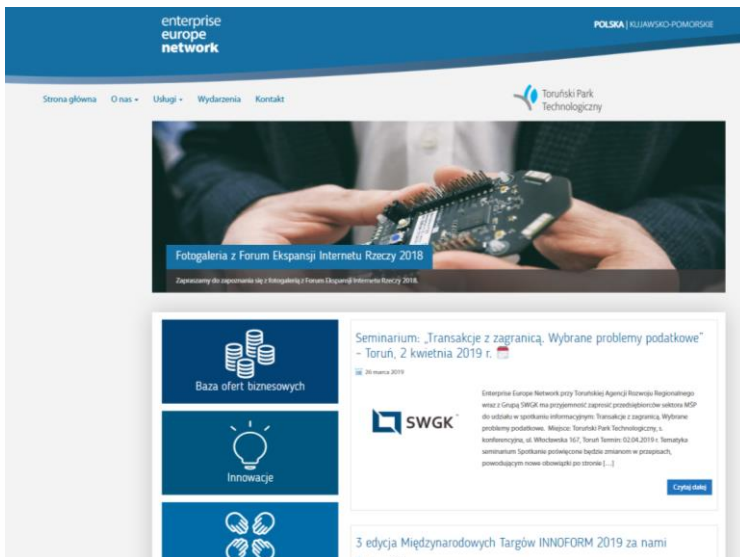 enterprise
europe
network
POLSKA | KUJAWSKO-POMORSKIE
Strona główna O nas Usługi Wydarzenia Kontakt
Toruński Park
Technologiczny
Fotogaleria z Forum Ekspansji Internetu Rzeczy 2018
Zapraszamy do zapoznania się z fotogalerią z Forum Ekspansji Internetu Rzeczy 2018.
Baza ofert biznesowych
Innowacje
Seminarium: „Transakcje z zagranicą. Wybrane problemy podatkowe”
– Toruń, 2 kwietnia 2019 r.
26 marca 2019
SWGK
Enterprise Europe Network przy Toruńskiej Agencji Rozwoju Regionalnego
wraz z Grupą SWGK ma przyjemność zaprosić przedsiębiorców sektora MSP
do udziału w spotkaniu informacyjnym: Transakcje z zagranicą. Wybrane
problemy podatkowe. Miejsce: Toruński Park Technologiczny, s.
konferencyjna, ul. Włocławska 167, Toruń Termin: 02.04.2019 r. Tematyka
seminarium Spotkanie poświęcone będzie zmianom w przepisach,
powodującym nowe obowiązki po stronie [...]
Czytaj dalej
3 edycja Międzynarodowych Targów INNOFORM 2019 za nami